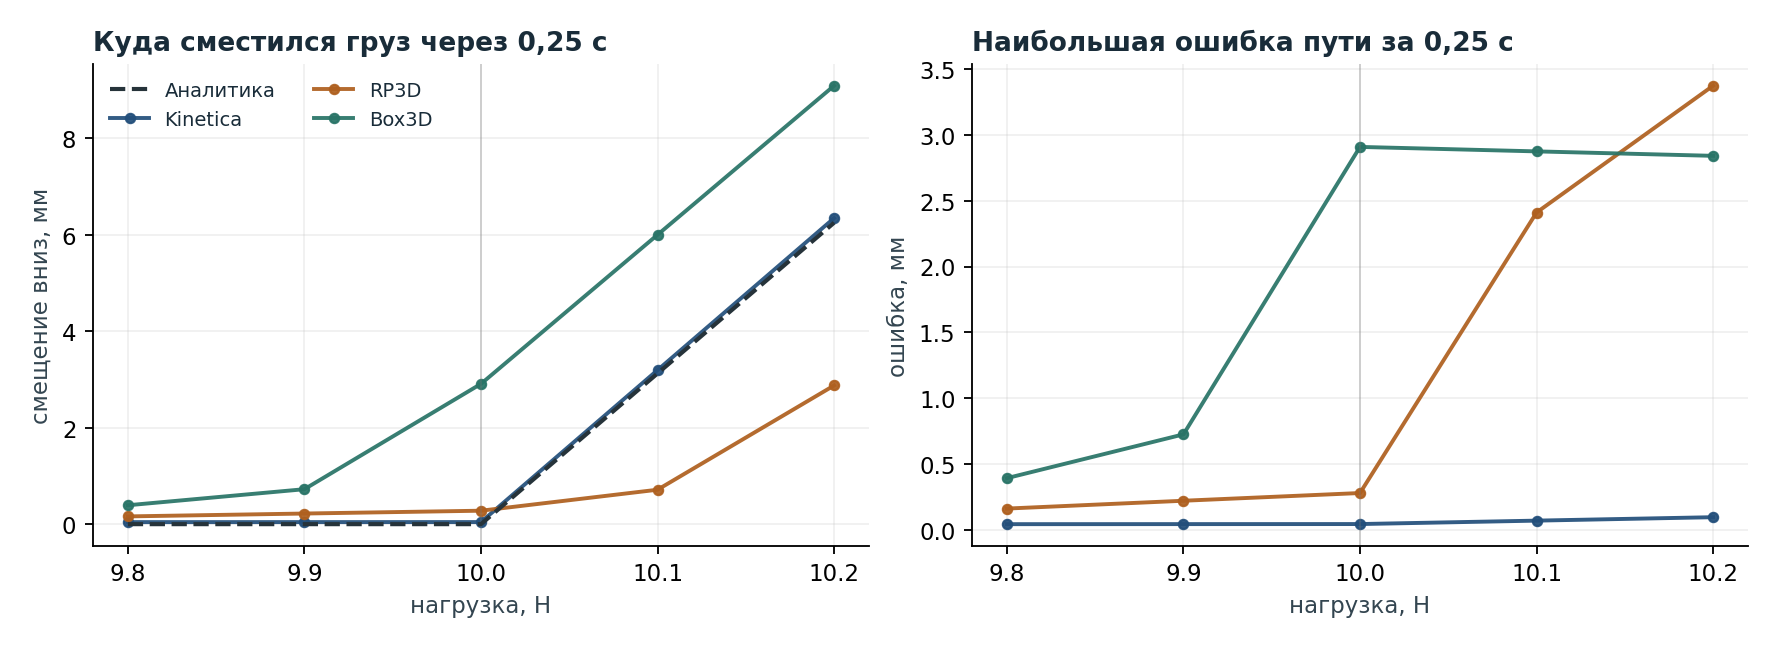 Куда сместился груз через 0,25 с
Аналитика
Kinetica
RP3D
Box3D
смещение вниз, мм
8
6
4
2
0
9.8
9.9
10.0
10.1
10.2
нагрузка, Н
Наибольшая ошибка пути за 0,25 с
ошибка, мм
3.5
3.0
2.5
2.0
1.5
1.0
0.5
0.0
9.8
9.9
10.0
10.1
10.2
нагрузка, Н